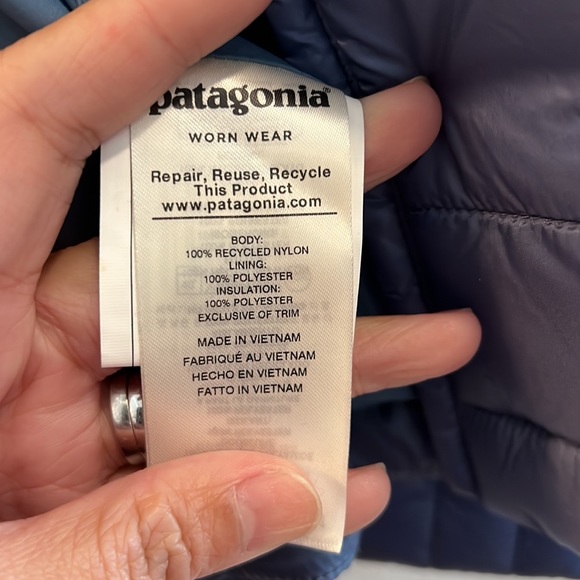 patagonia®
WORN WEAR
Repair, Reuse, Recycle
This Product
www.patagonia.com
BODY:
100% RECYCLED NYLON
LINING:
100% POLYESTER
INSULATION:
100% POLYESTER
EXCLUSIVE OF TRIM
MADE IN VIETNAM
FABRIQUÉ AU VIETNAM
HECHO EN VIETNAM
FATTO IN VIETNAM